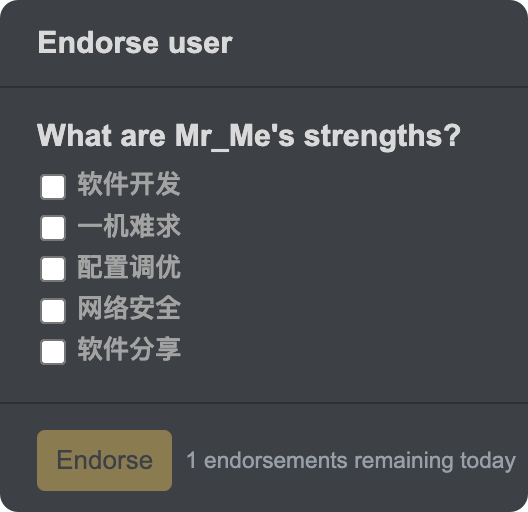 Endorse user
What are Mr_Me's strengths?
软件开发
一机难求
配置调优
网络安全
软件分享
Endorse
1 endorsements remaining today